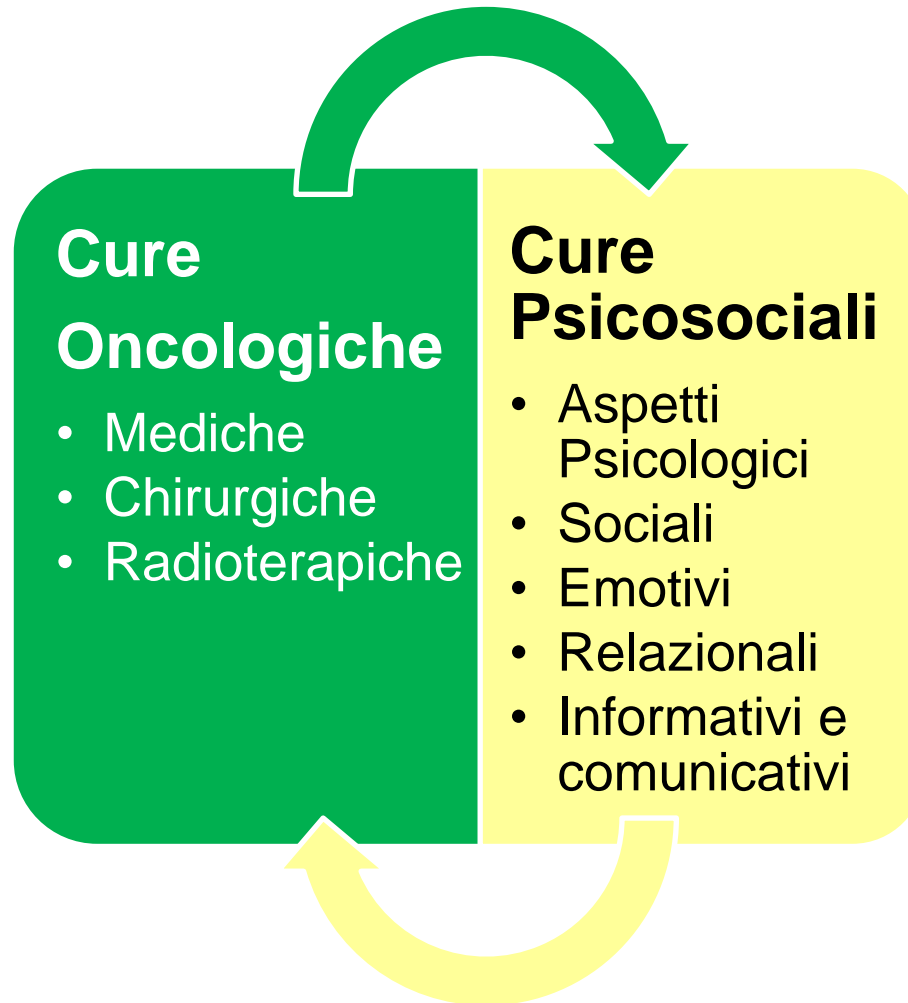 Cure
Oncologiche
• Mediche
• Chirurgiche
• Radioterapiche
Cure
Psicosociali
• Aspetti
Psicologici
• Sociali
• Emotivi
• Relazionali
• Informativi e
comunicativi